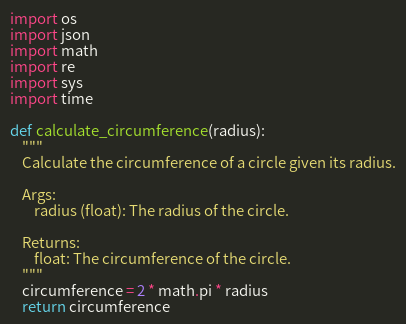 import os
import json
import math
import re
import sys
import time

def calculate_circumference(radius):
    """
    Calculate the circumference of a circle given its radius.

    Args:
        radius (float): The radius of the circle.

    Returns:
        float: The circumference of the circle.
    """
    circumference = 2 * math.pi * radius
    return circumference